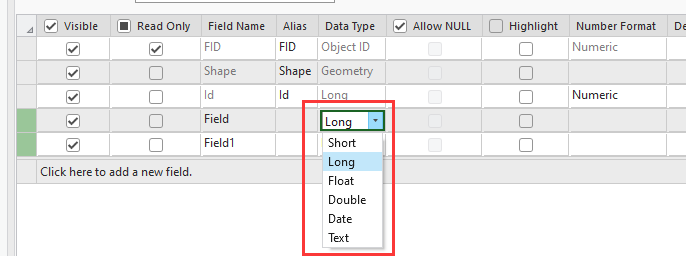 Visible Read Only Field Name Alias Data Type Allow NULL Highlight Number Format De
FID FID Object ID Numeric
Shape Shape Geometry
Id Id Long Numeric
Field Long
Field1 Short
Click here to add a new field. Long
Float
Double
Date
Text